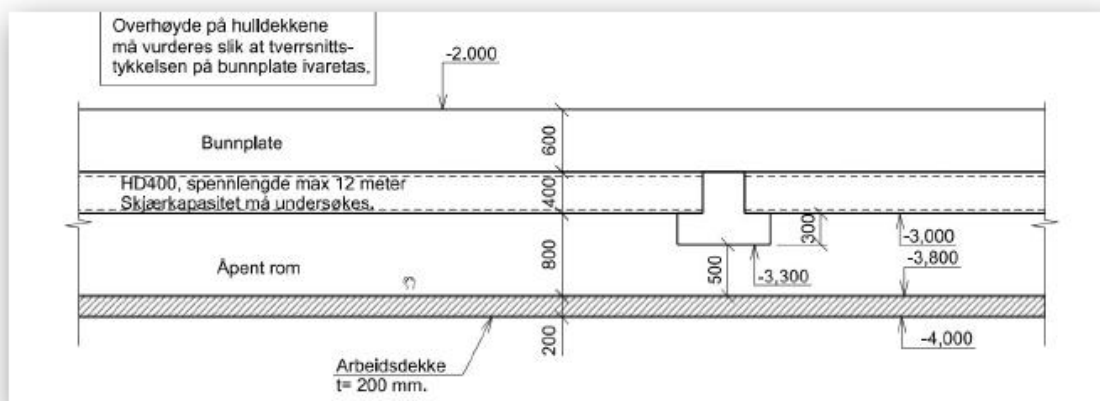 Overhøyde på hulldekkene
må vurderes slik at tverrsnitts-
tykkelsen på bunnplate ivaretas.
-2.000
Bunnplate
600
HD400, spennlengde max 12 meter
Skjærkapasitet må undersøkes.
400
300
-3,000
800
Åpent rom
500
-3,300
-3,800
200
-4,000
Arbeidsdekke
t= 200 mm.